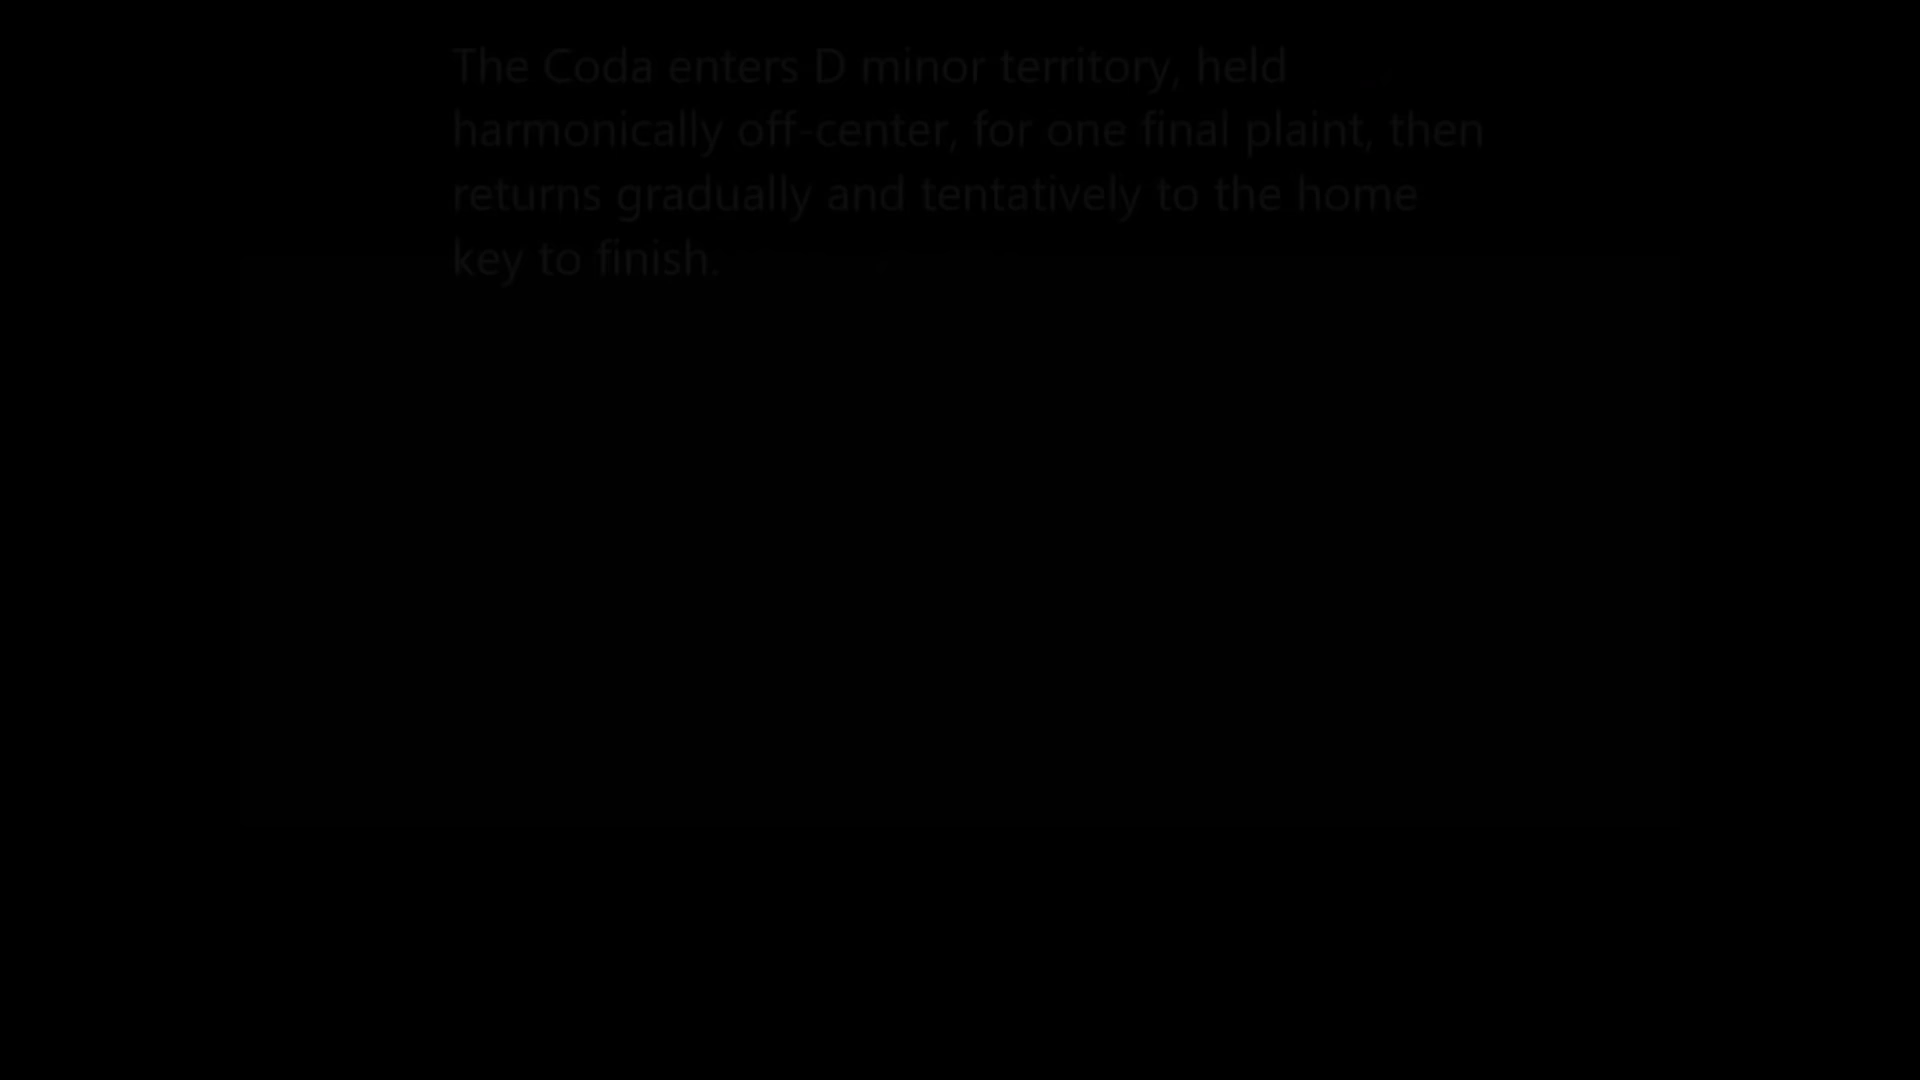 The Coda enters D minor territory, held
harmonically off-center, for one final plaint, then
returns gradually and tentatively to the home
key to finish.